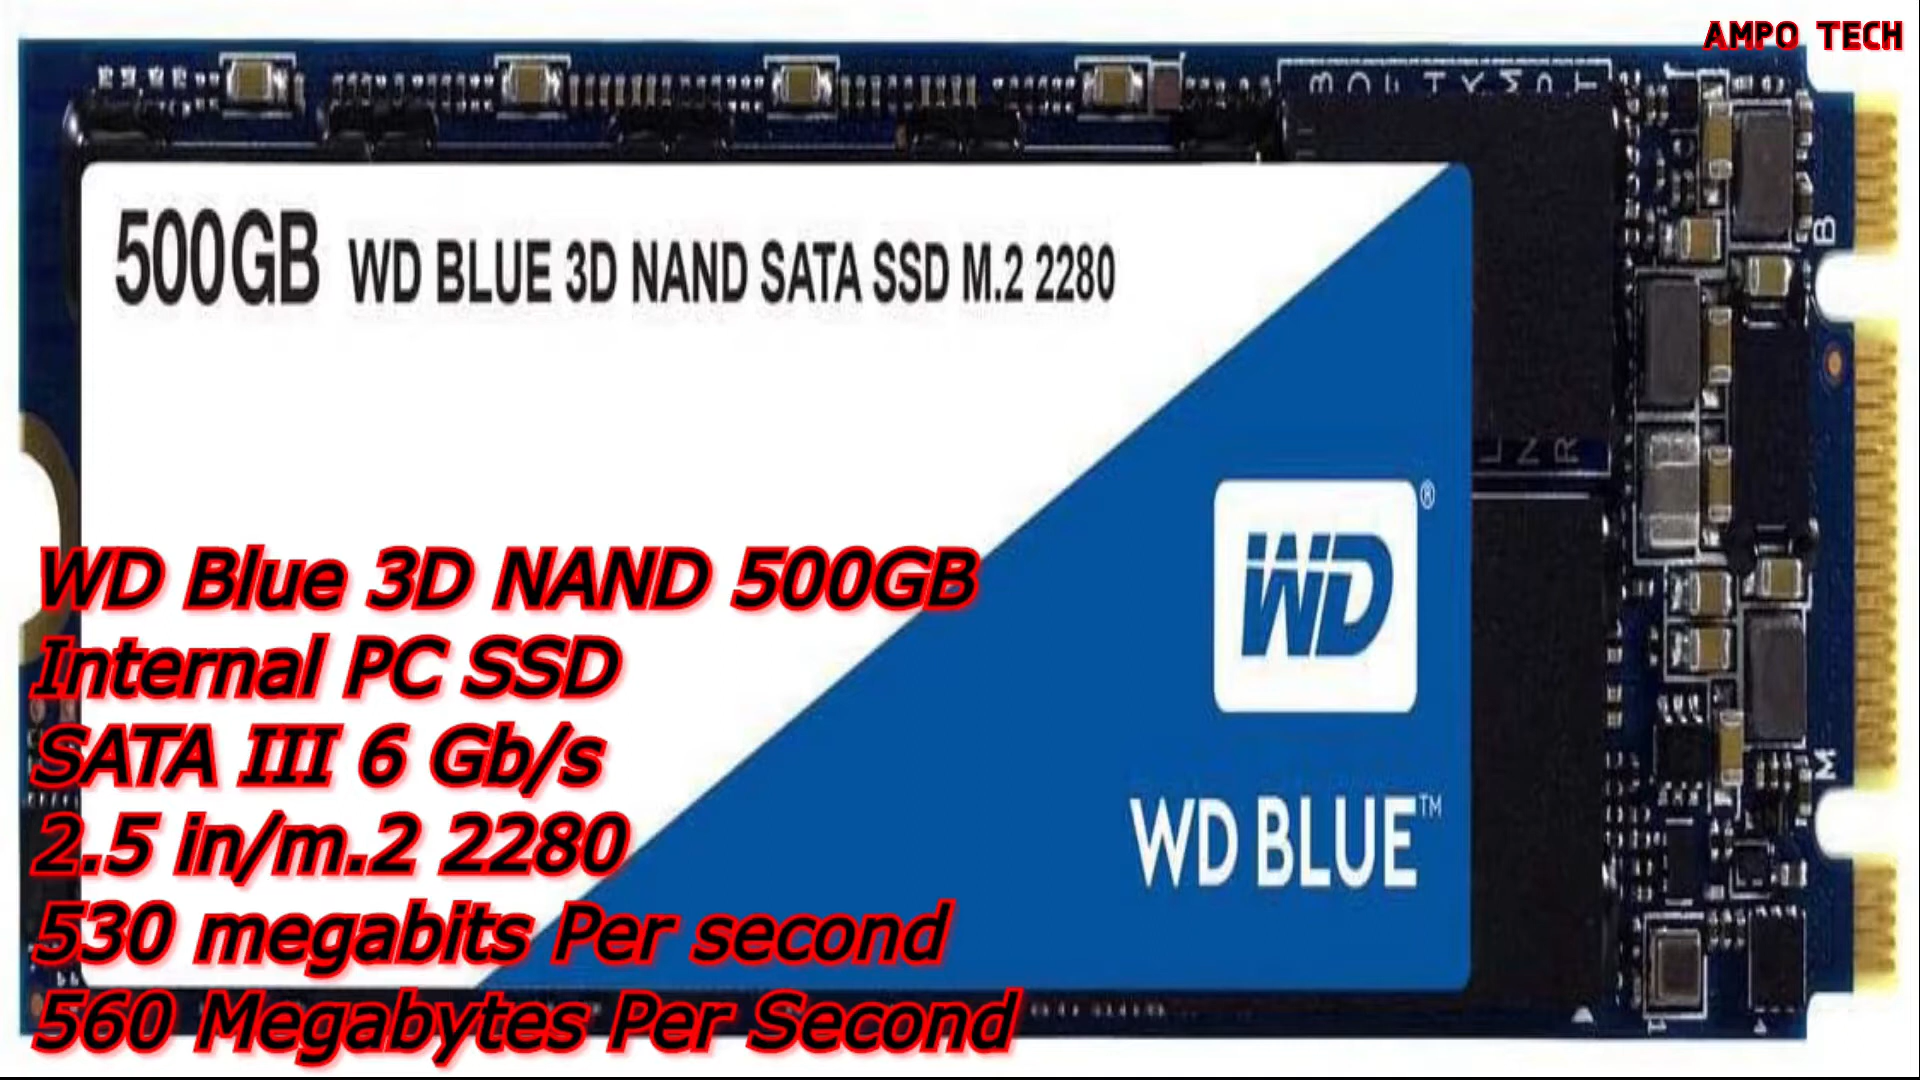 AMPO TECH
B D F H K M P T
B
500GB WD BLUE 3D NAND SATA SSD M.2 2280
L N R
WD ®
WD Blue 3D NAND 500GB
Internal PC SSD
SATA III 6 Gb/s
M
WD BLUE™
2.5 in/m.2 2280
530 megabits Per second
560 Megabytes Per Second